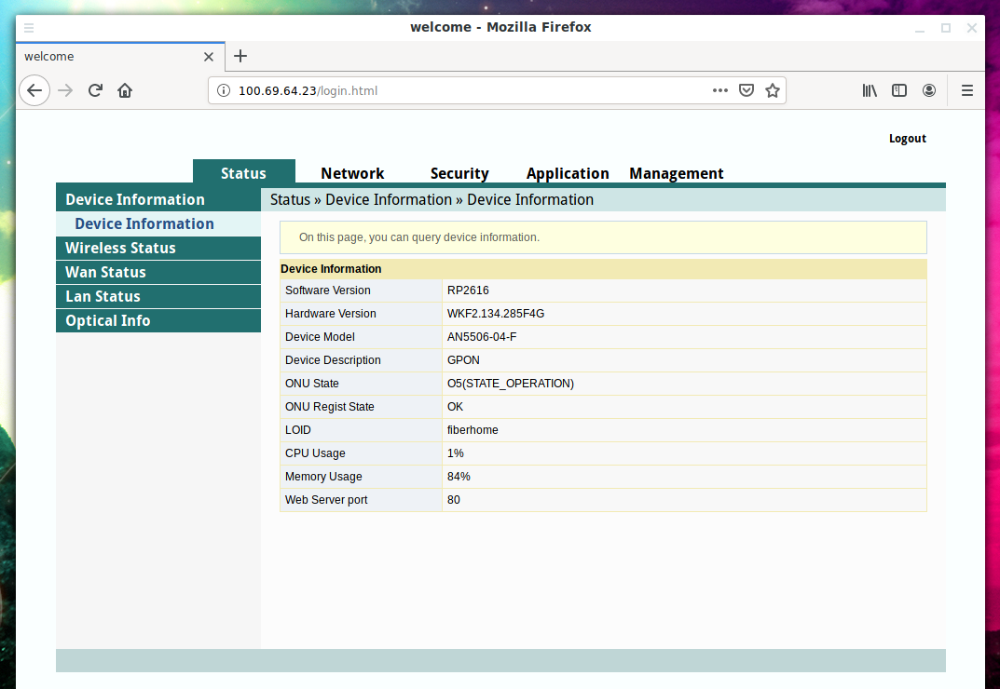 welcome - Mozilla Firefox
welcome
100.69.64.23/login.html
Logout
Status Network Security Application Management
Device Information
Status » Device Information » Device Information
Device Information
Wireless Status
Wan Status
Lan Status
Optical Info
On this page, you can query device information.
Device Information
Software Version RP2616
Hardware Version WKF2.134.285F4G
Device Model AN5506-04-F
Device Description GPON
ONU State O5(STATE_OPERATION)
ONU Regist State OK
LOID fiberhome
CPU Usage 1%
Memory Usage 84%
Web Server port 80